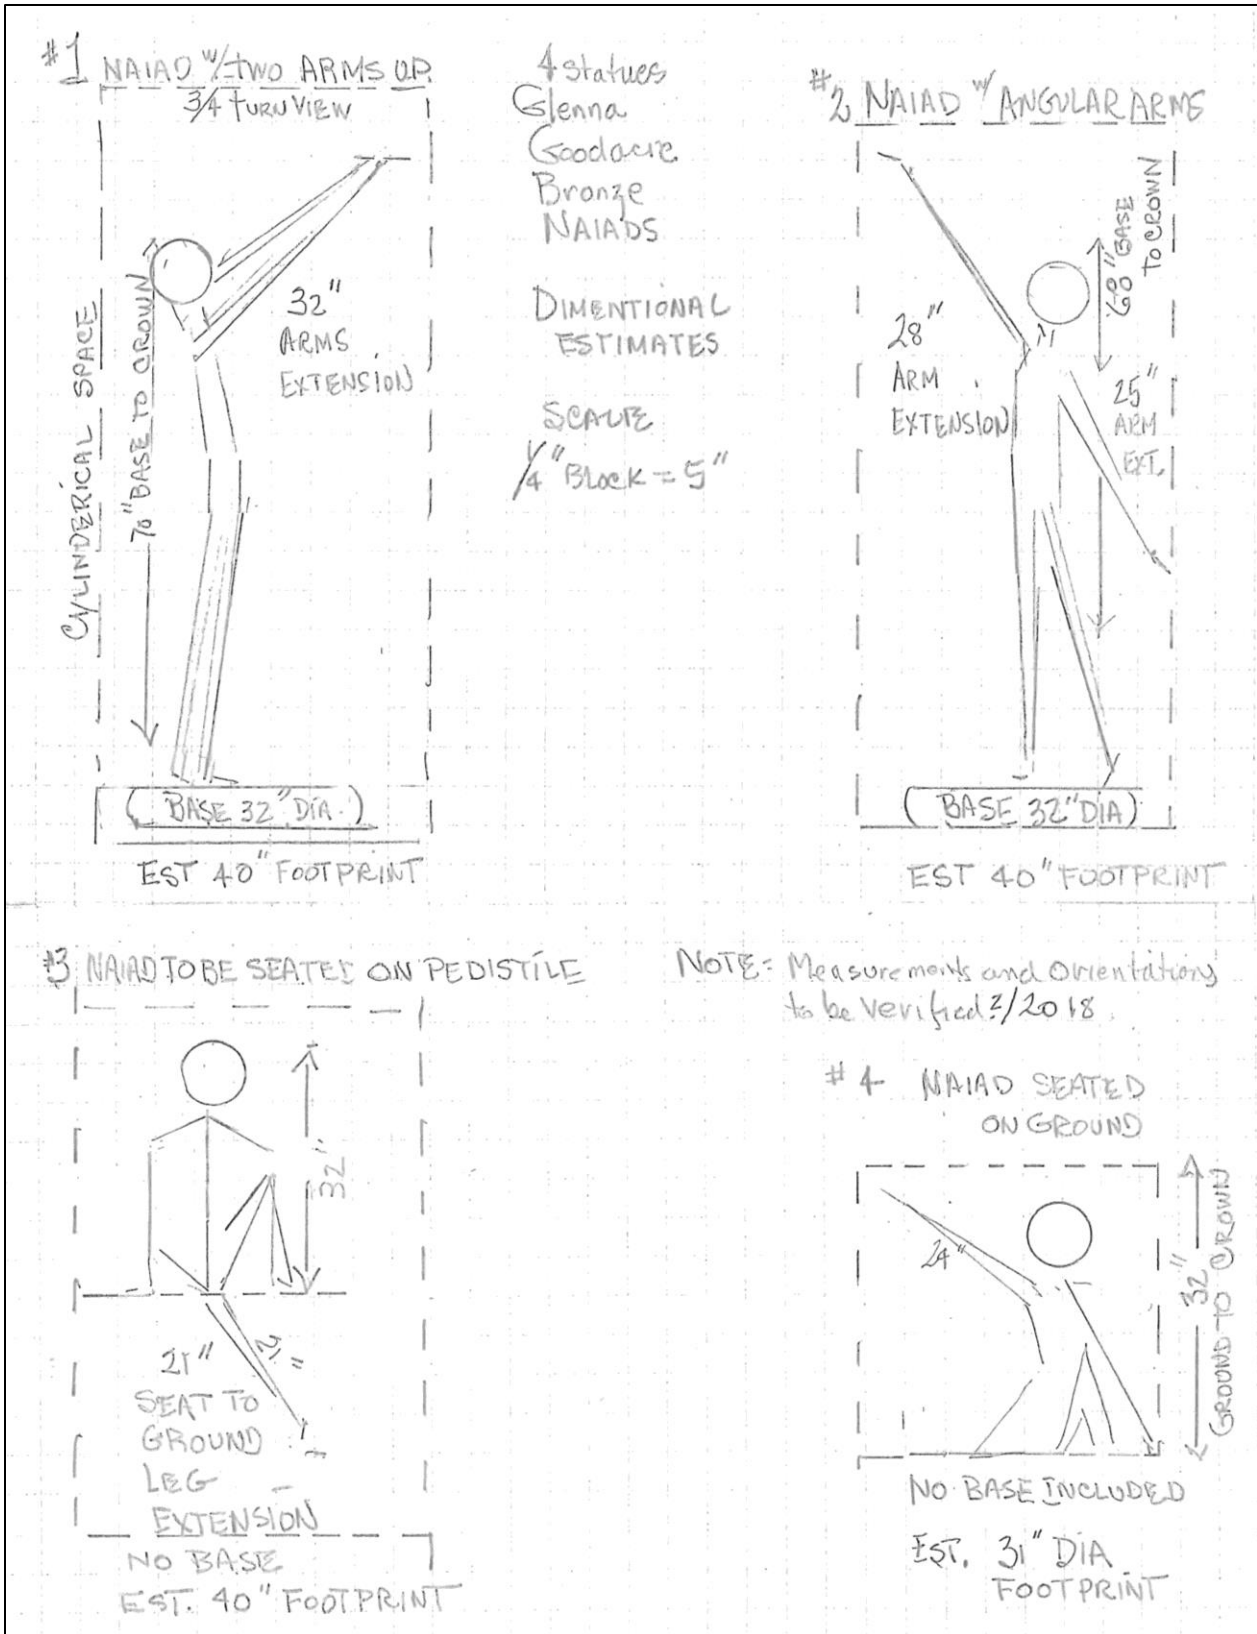 #1 NAIAD w/ TWO ARMS UP
3/4 TURN VIEW
CYLINDERICAL SPACE
70" BASE TO CROWN
32"
ARMS
EXTENSION
(BASE 32" DIA.)
EST 40" FOOTPRINT
4 statues
Glenna
Goodacre
Bronze
NAIADS
DIMENTIONAL
ESTIMATES
SCALE
1/4" Block = 5"
#2 NAIAD w/ ANGULAR ARMS
68" BASE
TO CROWN
28"
ARM
EXTENSION
25"
ARM
EXT.
(BASE 32" DIA)
EST 40" FOOTPRINT
#3 NAIAD TO BE SEATED ON PEDISTILE
32"
21"
21"
SEAT TO
GROUND
LEG
EXTENSION
NO BASE
EST. 40" FOOTPRINT
NOTE: Measurements and Orientations
to be verified /2018
#4 NAIAD SEATED
ON GROUND
24"
32"
GROUND TO CROWN
NO BASE INCLUDED
EST. 31" DIA
FOOTPRINT